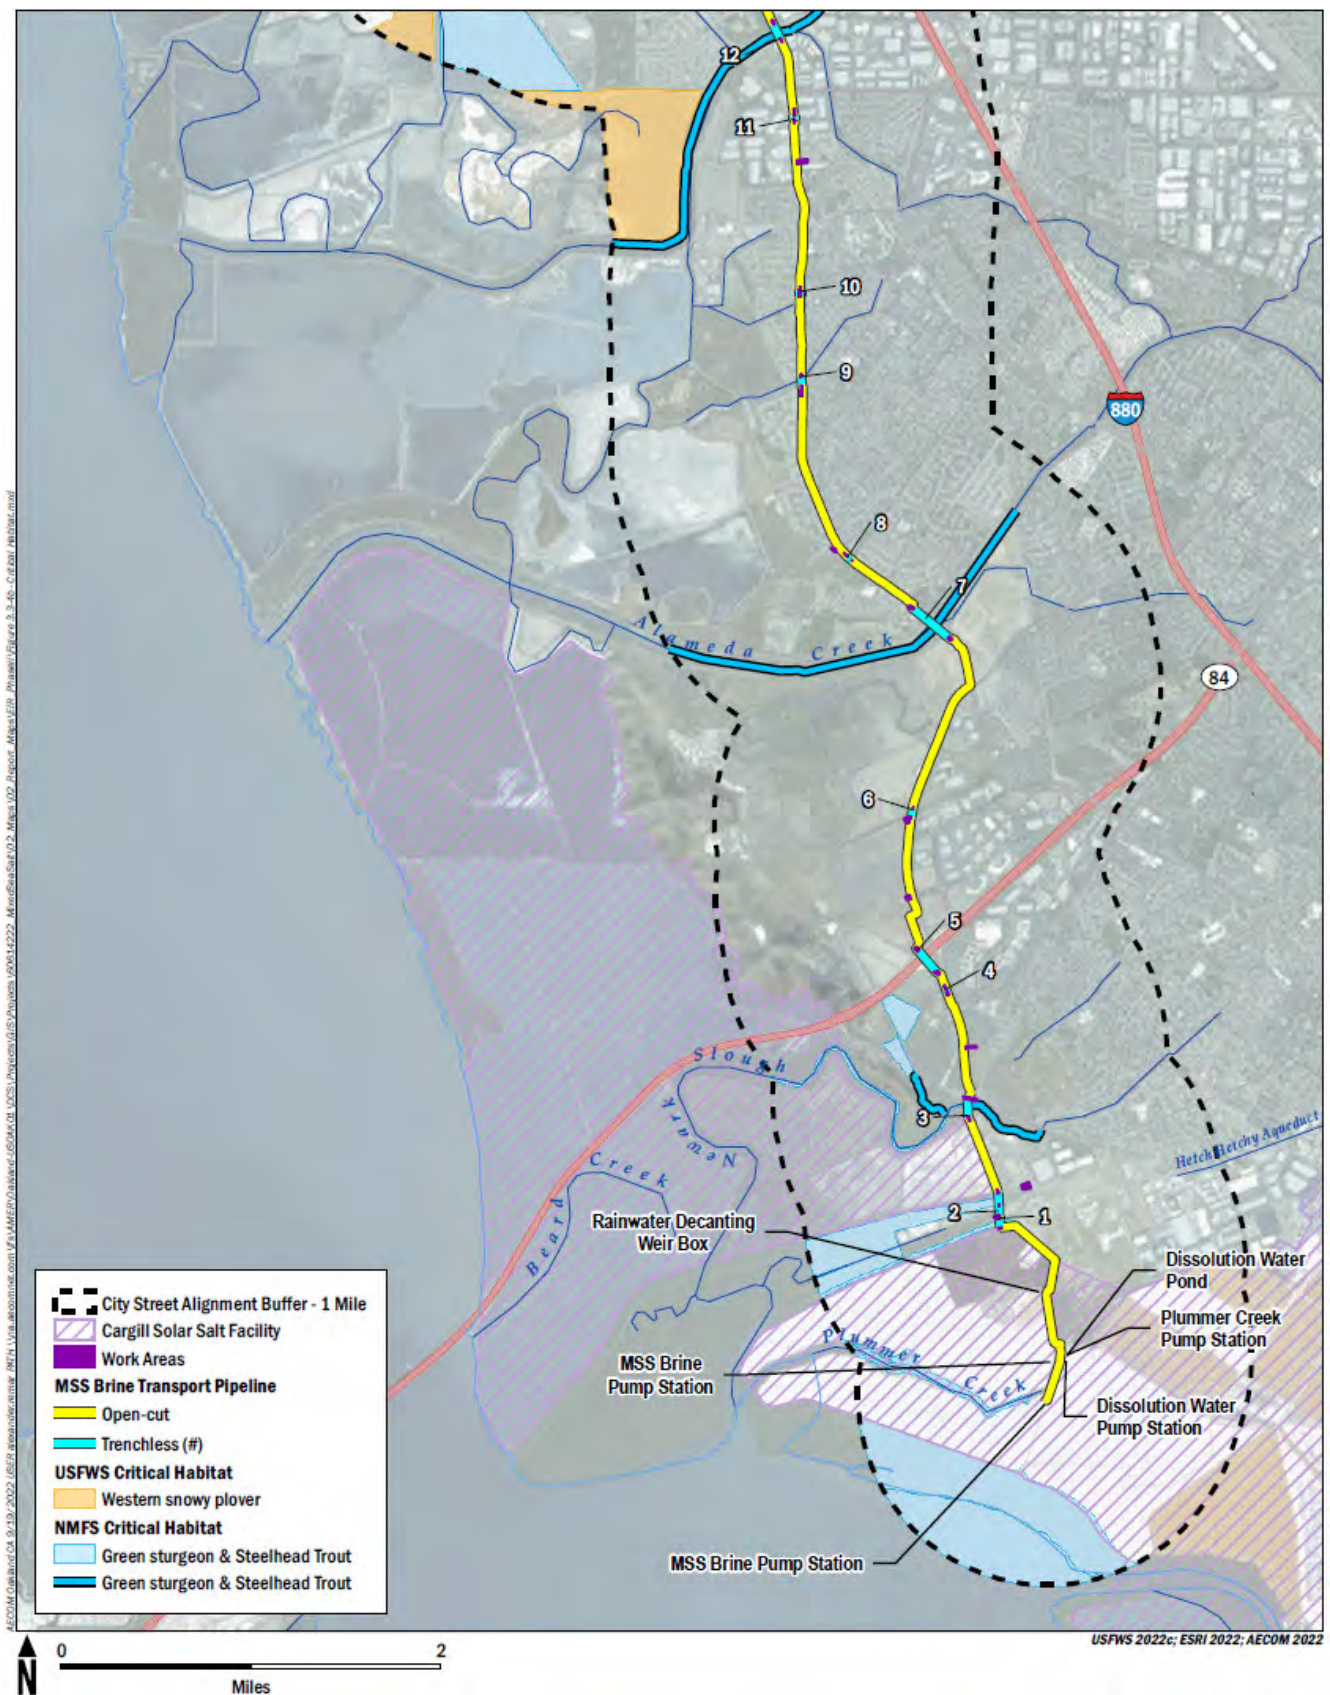 12
11
10
9
880
8
7
Alameda Creek
84
6
5
4
Slough
Newark
3
Beard Creek
Hetch Hetchy Aqueduct
2
1
Rainwater Decanting
Weir Box
Dissolution Water
Pond
Plummer Creek
Pump Station
Plummer Creek
MSS Brine
Pump Station
Dissolution Water
Pump Station
MSS Brine Pump Station
City Street Alignment Buffer - 1 Mile
Cargill Solar Salt Facility
Work Areas
MSS Brine Transport Pipeline
Open-cut
Trenchless (#)
USFWS Critical Habitat
Western snowy plover
NMFS Critical Habitat
Green sturgeon & Steelhead Trout
Green sturgeon & Steelhead Trout
USFWS 2022c; ESRI 2022; AECOM 2022
N
0 2
Miles